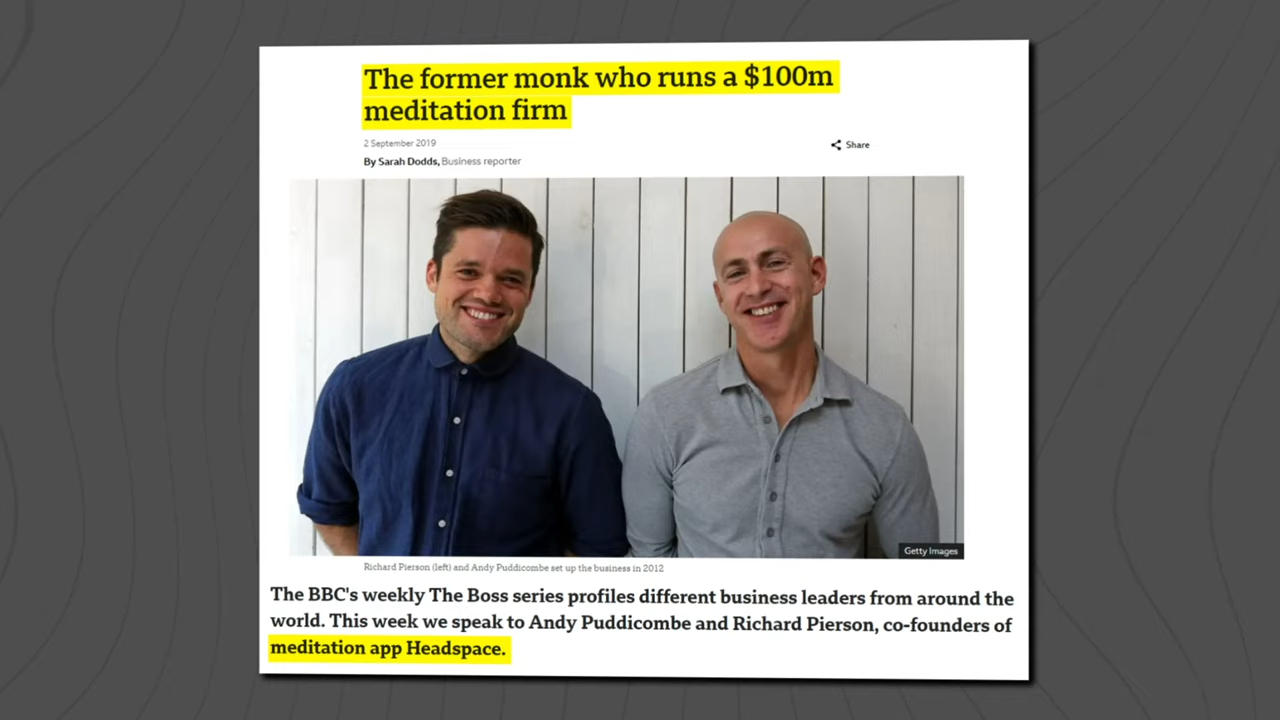 The former monk who runs a $100m
meditation firm
2 September 2019
Share
By Sarah Dodds, Business reporter
Getty Images
Richard Pierson (left) and Andy Puddicombe set up the business in 2012
The BBC's weekly The Boss series profiles different business leaders from around the
world. This week we speak to Andy Puddicombe and Richard Pierson, co-founders of
meditation app Headspace.